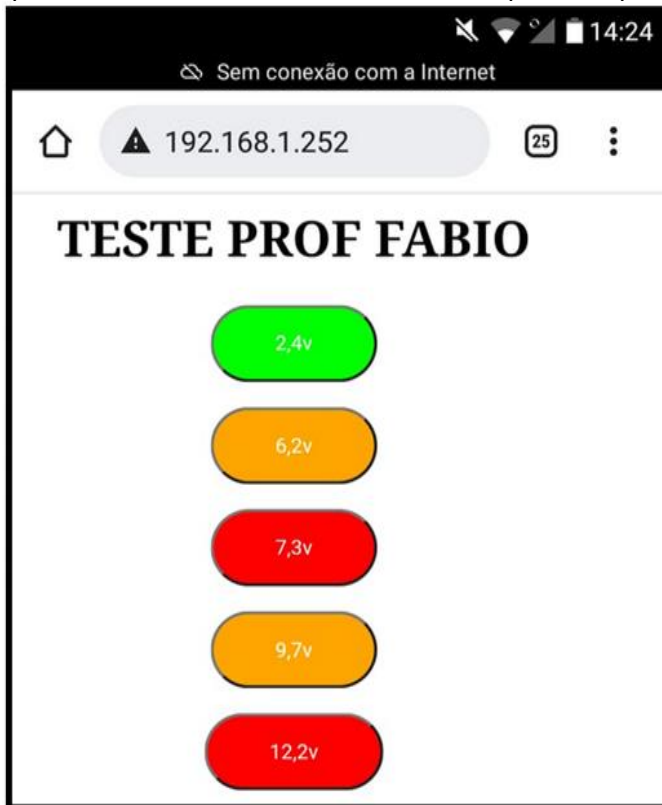 14:24
Sem conexão com a Internet
192.168.1.252
25
TESTE PROF FABIO
2,4v
6,2v
7,3v
9,7v
12,2v